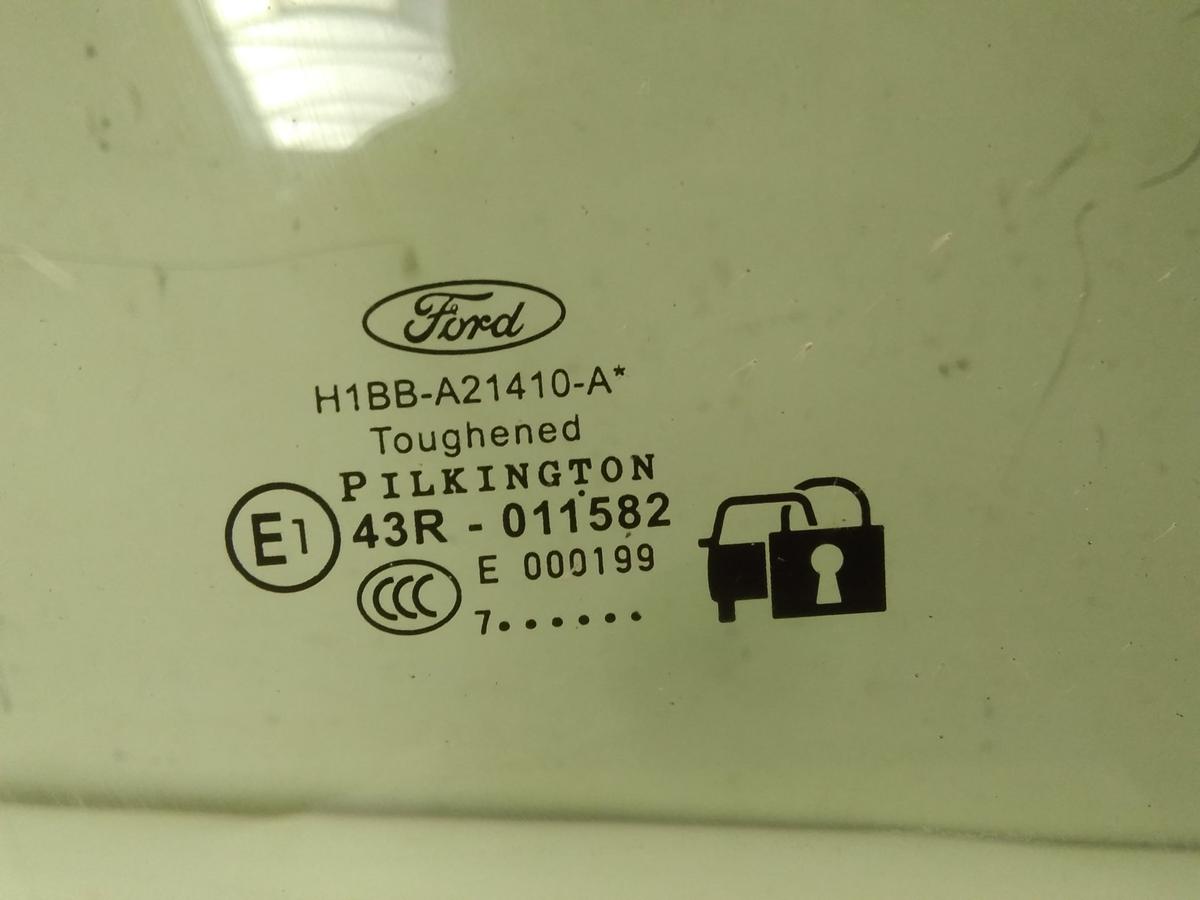 Ford
H1BB-A21410-A*
Toughened
PILKINGTON
E1 43R - 011582
CCC E 000199
7••••••